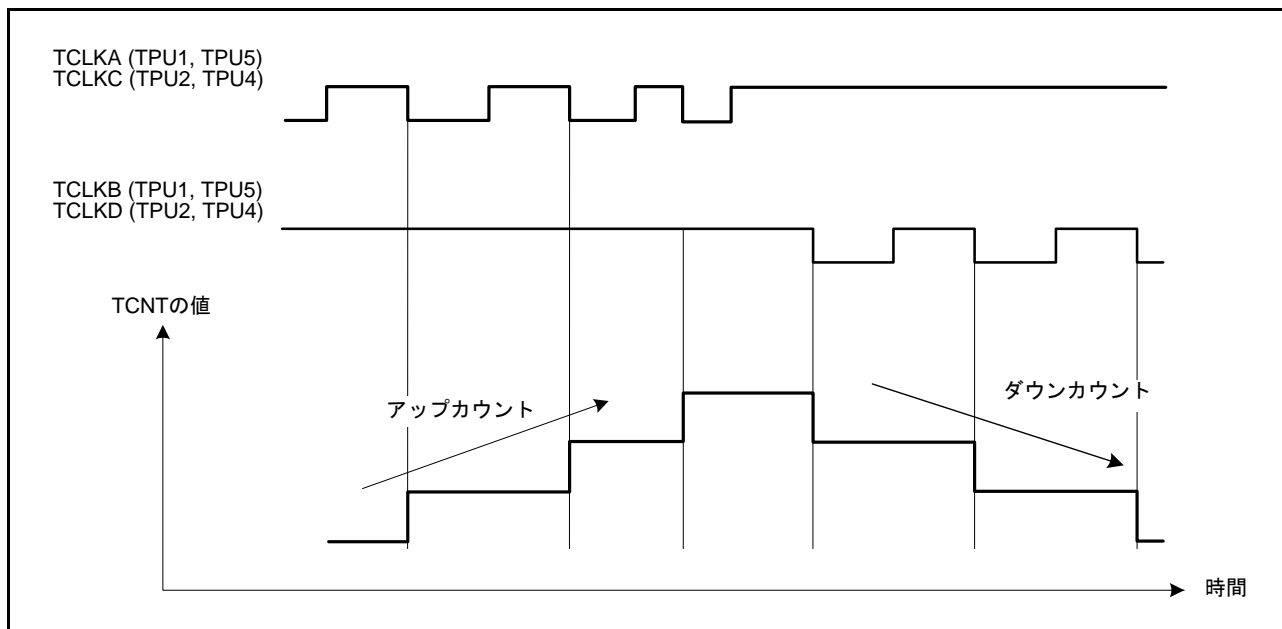 TCLKA (TPU1, TPU5)
TCLKC (TPU2, TPU4)
TCLKB (TPU1, TPU5)
TCLKD (TPU2, TPU4)
TCNTの値
アップカウント
ダウンカウント
時間